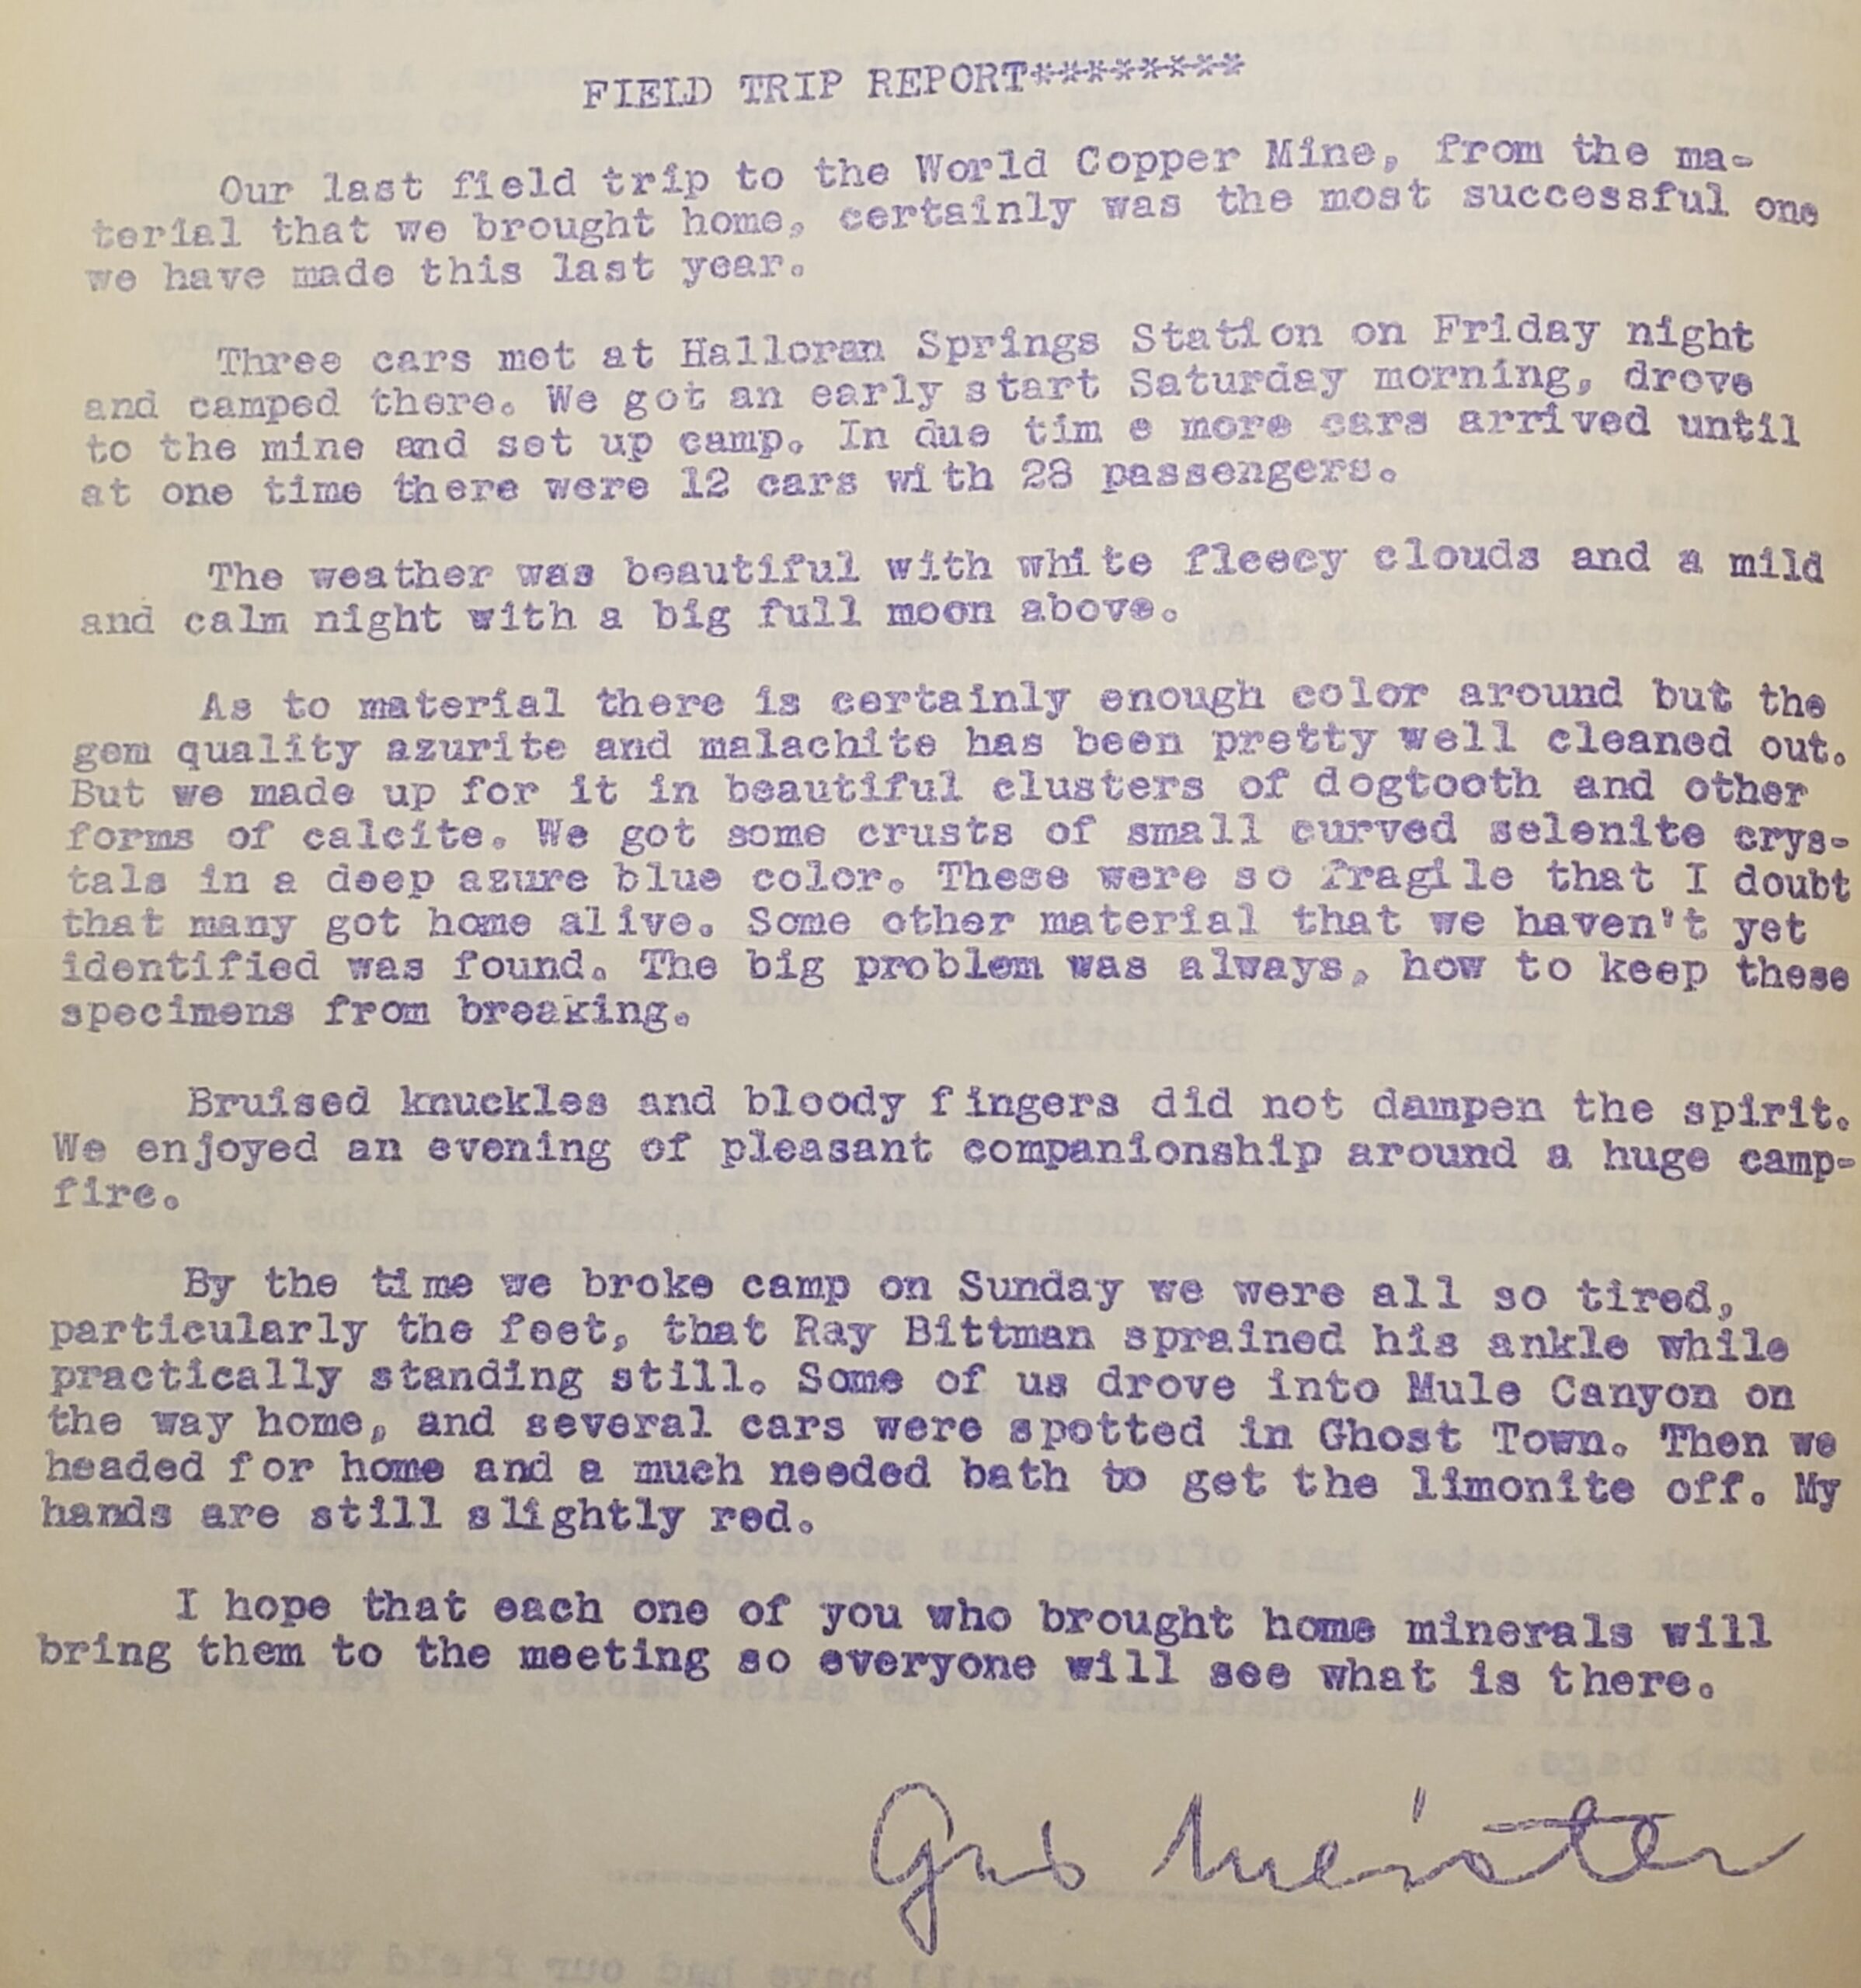 FIELD TRIP REPORT*********
Our last field trip to the World Copper Mine, from the ma-
terial that we brought home, certainly was the most successful one
we have made this last year.
Three cars met at Halloran Springs Station on Friday night
and camped there. We got an early start Saturday morning, drove
to the mine and set up camp. In due tim e more cars arrived until
at one time there were 12 cars with 28 passengers.
The weather was beautiful with white fleecy clouds and a mild
and calm night with a big full moon above.
As to material there is certainly enough color around but the
gem quality azurite and malachite has been pretty well cleaned out.
But we made up for it in beautiful clusters of dogtooth and other
forms of calcite. We got some crusts of small curved selenite crys-
tals in a deep azure blue color. These were so fragile that I doubt
that many got home alive. Some other material that we haven't yet
identified was found. The big problem was always, how to keep these
specimens from breaking.
Bruised knuckles and bloody fingers did not dampen the spirit.
We enjoyed an evening of pleasant companionship around a huge camp-
fire.
By the time we broke camp on Sunday we were all so tired,
particularly the feet, that Ray Bittman sprained his ankle while
practically standing still. Some of us drove into Mule Canyon on
the way home, and several cars were spotted in Ghost Town. Then we
headed for home and a much needed bath to get the limonite off. My
hands are still slightly red.
I hope that each one of you who brought home minerals will
bring them to the meeting so everyone will see what is there.
Gus Meister